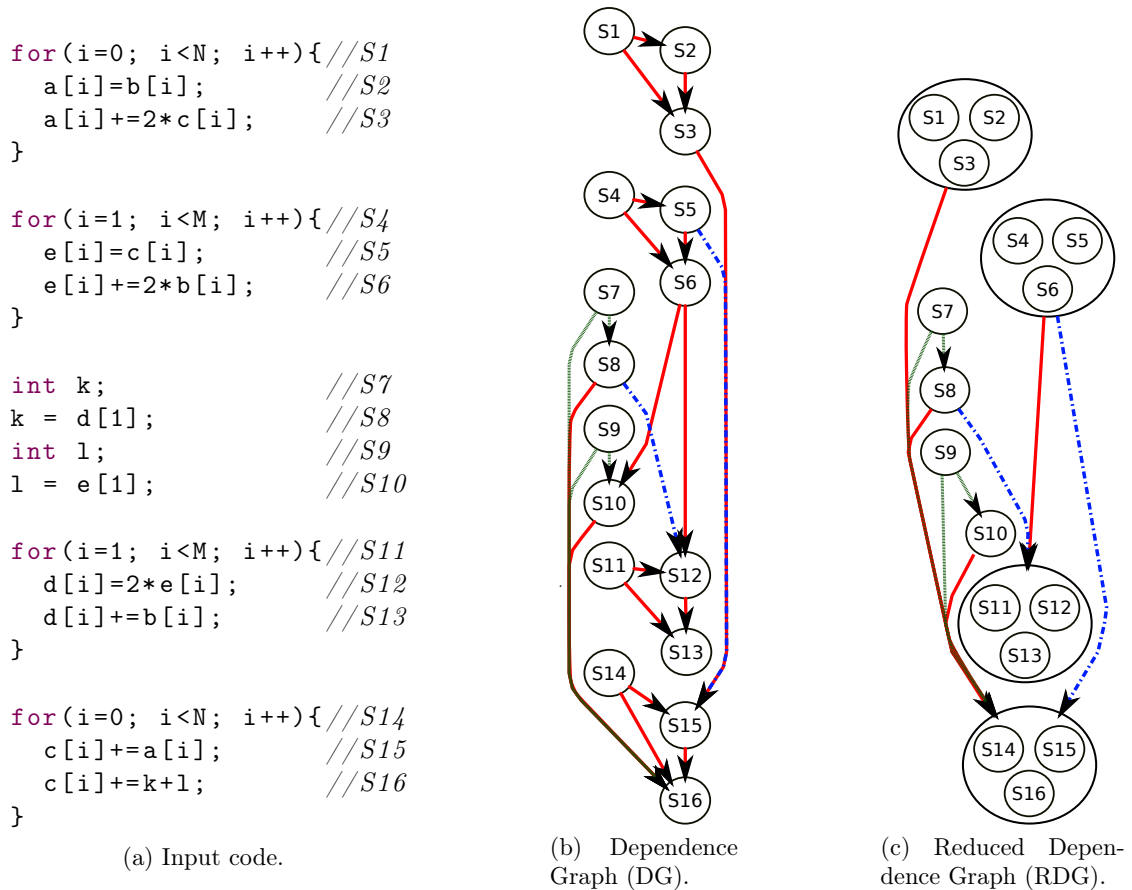 for(i=0; i<N; i++){//S1
a[i]=b[i]; //S2
a[i]+=2*c[i]; //S3
}
for(i=1; i<M; i++){//S4
e[i]=c[i]; //S5
e[i]+=2*b[i]; //S6
}
int k; //S7
k = d[1]; //S8
int l; //S9
l = e[1]; //S10
for(i=1; i<M; i++){//S11
d[i]=2*e[i]; //S12
d[i]+=b[i]; //S13
}
for(i=0; i<N; i++){//S14
c[i]+=a[i]; //S15
c[i]+=k+l; //S16
}
(a) Input code.
S1
S2
S3
S4
S5
S6
S7
S8
S9
S10
S11
S12
S13
S14
S15
S16
(b) Dependence
Graph (DG).
S1 S2
S3
S4 S5
S6
S7
S8
S9
S10
S11 S12
S13
S14 S15
S16
(c) Reduced Depen-
dence Graph (RDG).